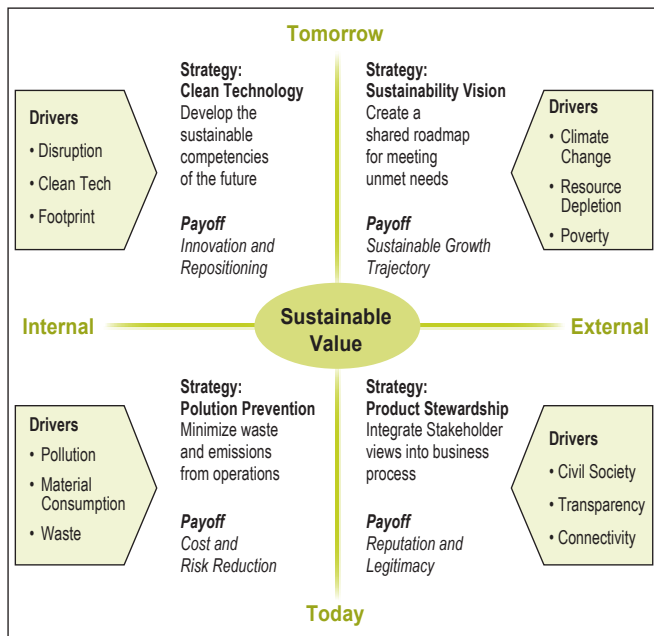 Tomorrow
Drivers
• Disruption
• Clean Tech
• Footprint
Strategy:
Clean Technology
Develop the
sustainable
competencies
of the future
Payoff
Innovation and
Repositioning
Strategy:
Sustainability Vision
Create a
shared roadmap
for meeting
unmet needs
Payoff
Sustainable Growth
Trajectory
Drivers
• Climate
Change
• Resource
Depletion
• Poverty
Internal
Sustainable
Value
External
Drivers
• Pollution
• Material
Consumption
• Waste
Strategy:
Polution Prevention
Minimize waste
and emissions
from operations
Payoff
Cost and
Risk Reduction
Strategy:
Product Stewardship
Integrate Stakeholder
views into business
process
Payoff
Reputation and
Legitimacy
Drivers
• Civil Society
• Transparency
• Connectivity
Today